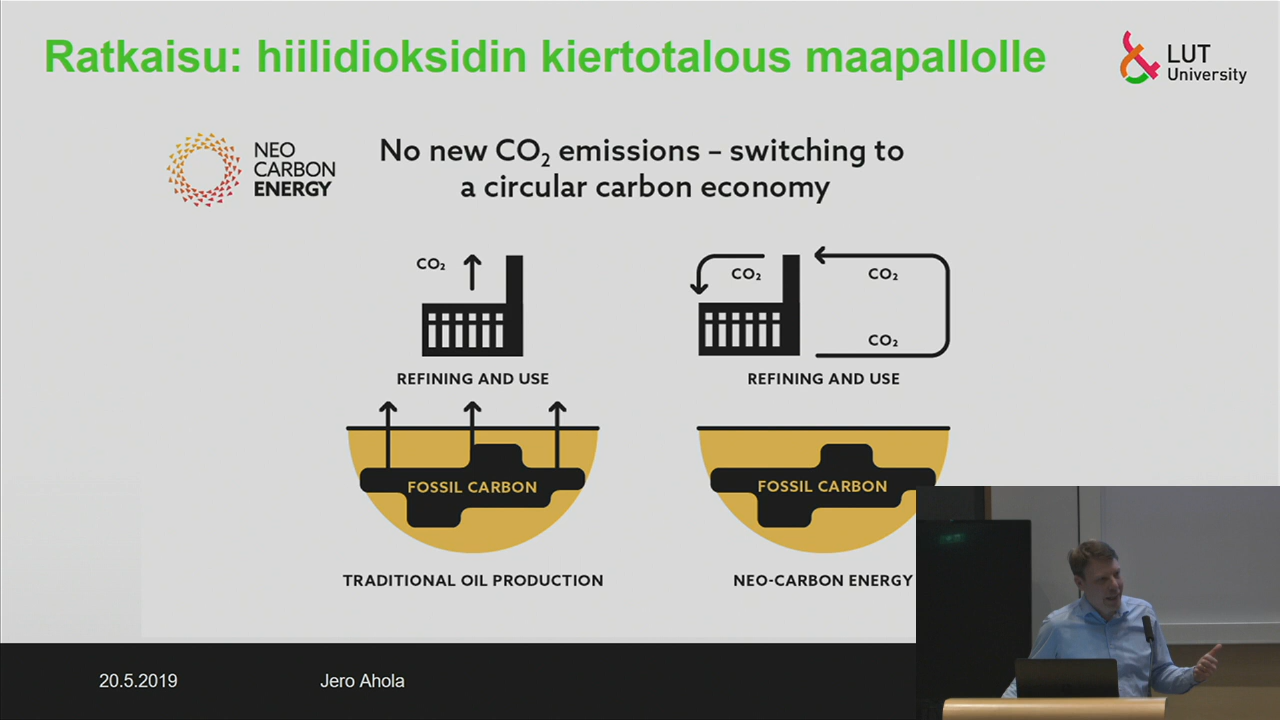 Ratkaisu: hiilidioksidin kiertotalous maapallolle
LUT
University
NEO
CARBON
ENERGY
No new CO₂ emissions – switching to
a circular carbon economy
CO₂
CO₂
CO₂
CO₂
REFINING AND USE
REFINING AND USE
FOSSIL CARBON
FOSSIL CARBON
TRADITIONAL OIL PRODUCTION
NEO-CARBON ENERGY
20.5.2019
Jero Ahola